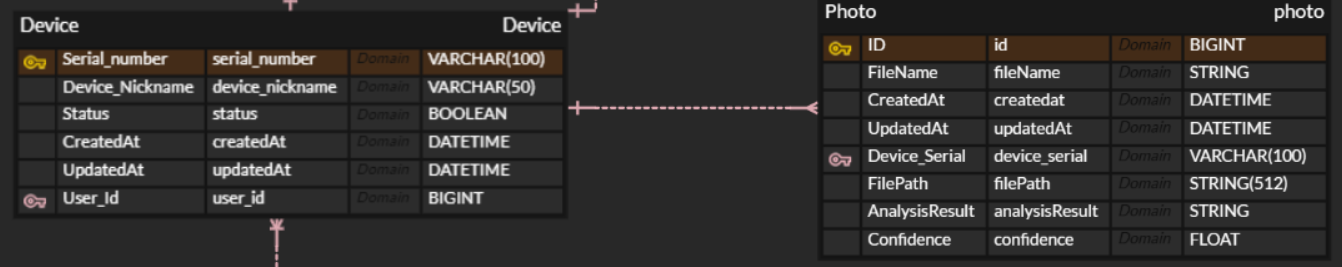 Device Device
Serial_number serial_number Domain VARCHAR(100)
Device_Nickname device_nickname Domain VARCHAR(50)
Status status Domain BOOLEAN
CreatedAt createdAt Domain DATETIME
UpdatedAt updatedAt Domain DATETIME
User_Id user_id Domain BIGINT
Photo photo
ID id Domain BIGINT
FileName fileName Domain STRING
CreatedAt createdat Domain DATETIME
UpdatedAt updatedAt Domain DATETIME
Device_Serial device_serial Domain VARCHAR(100)
FilePath filePath Domain STRING(512)
AnalysisResult analysisResult Domain STRING
Confidence confidence Domain FLOAT